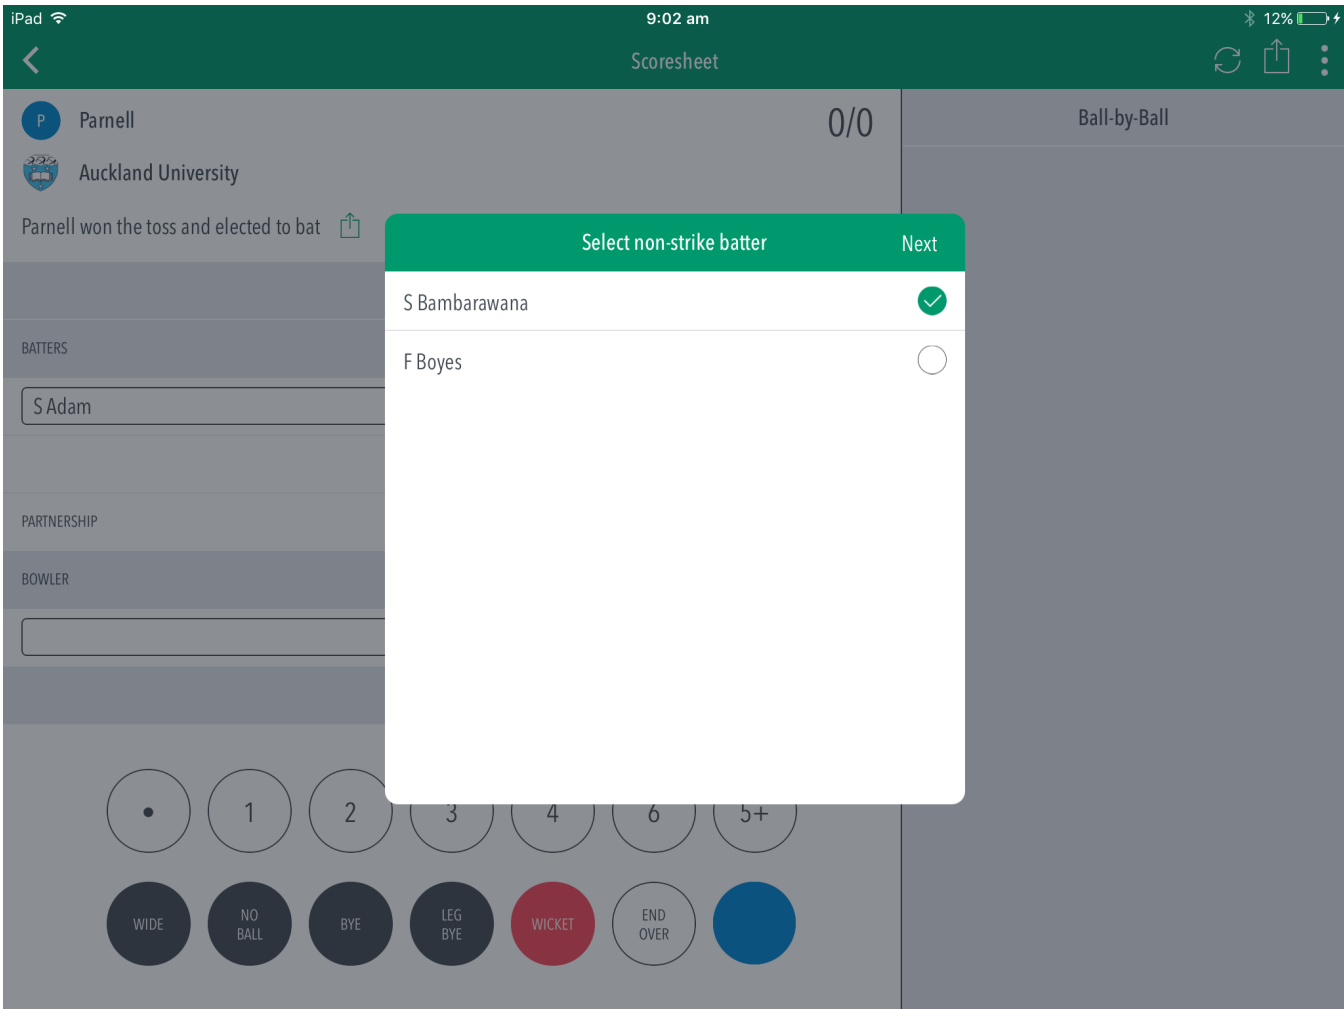 iPad 9:02 am 12%
Scoresheet
P Parnell 0/0
Auckland University
Parnell won the toss and elected to bat
Ball-by-Ball
Select non-strike batter Next
S Bambarawana
F Boyes
BATTERS
S Adam
PARTNERSHIP
BOWLER
• 1 2 3 4 6 5+
WIDE NO BALL BYE LEG BYE WICKET END OVER